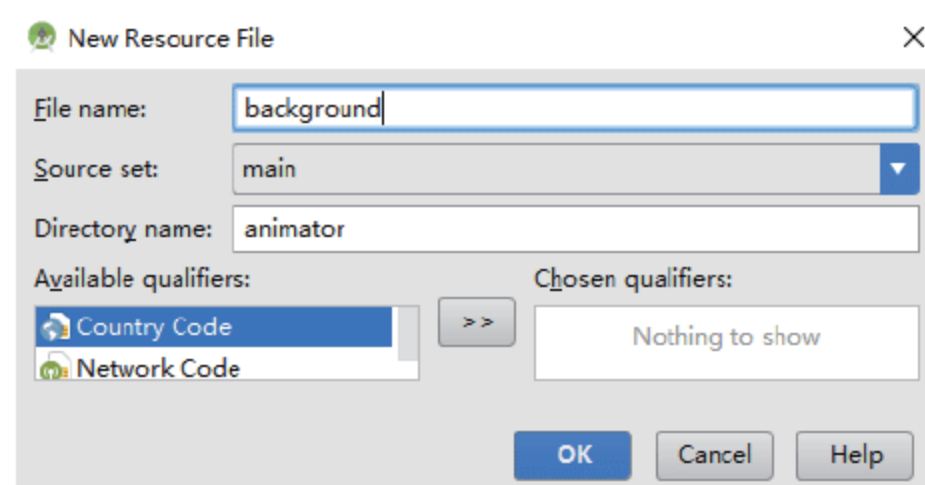 New Resource File
File name: background
Source set: main
Directory name: animator
Available qualifiers: Chosen qualifiers:
Country Code >> Nothing to show
Network Code
OK Cancel Help